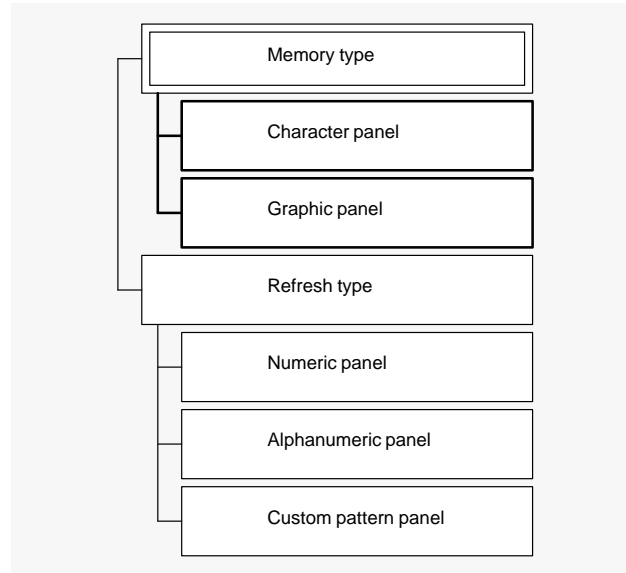 Memory type
Character panel
Graphic panel
Refresh type
Numeric panel
Alphanumeric panel
Custom pattern panel